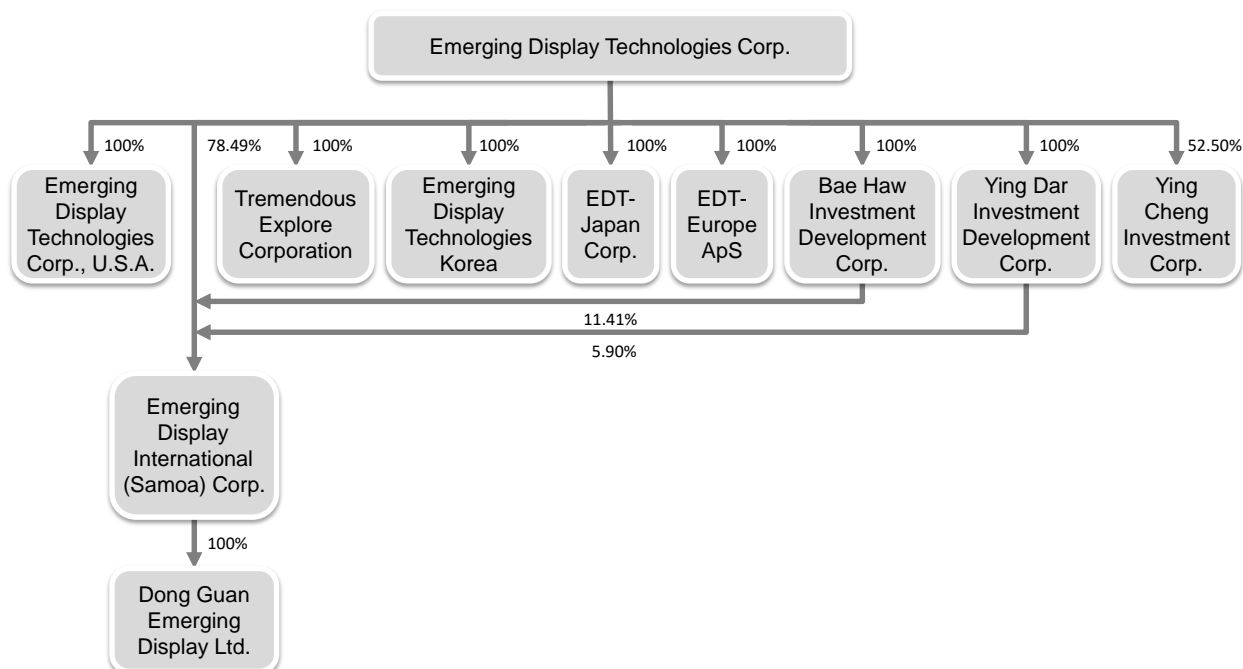 Emerging Display Technologies Corp.
100%
78.49%
100%
100%
100%
100%
100%
100%
52.50%
Emerging
Display
Technologies
Corp., U.S.A.
Tremendous
Explore
Corporation
Emerging
Display
Technologies
Korea
EDT-
Japan
Corp.
EDT-
Europe
ApS
Bae Haw
Investment
Development
Corp.
Ying Dar
Investment
Development
Corp.
Ying
Cheng
Investment
Corp.
11.41%
5.90%
Emerging
Display
International
(Samoa) Corp.
100%
Dong Guan
Emerging
Display Ltd.